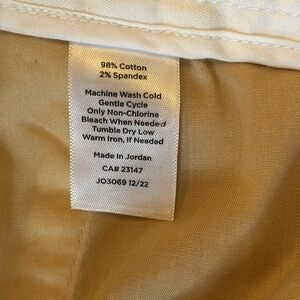 98% Cotton
2% Spandex
Machine Wash Cold
Gentle Cycle
Only Non-Chlorine
Bleach When Needed
Tumble Dry Low
Warm Iron, If Needed
Made In Jordan
CA# 23147
JO3069 12/22